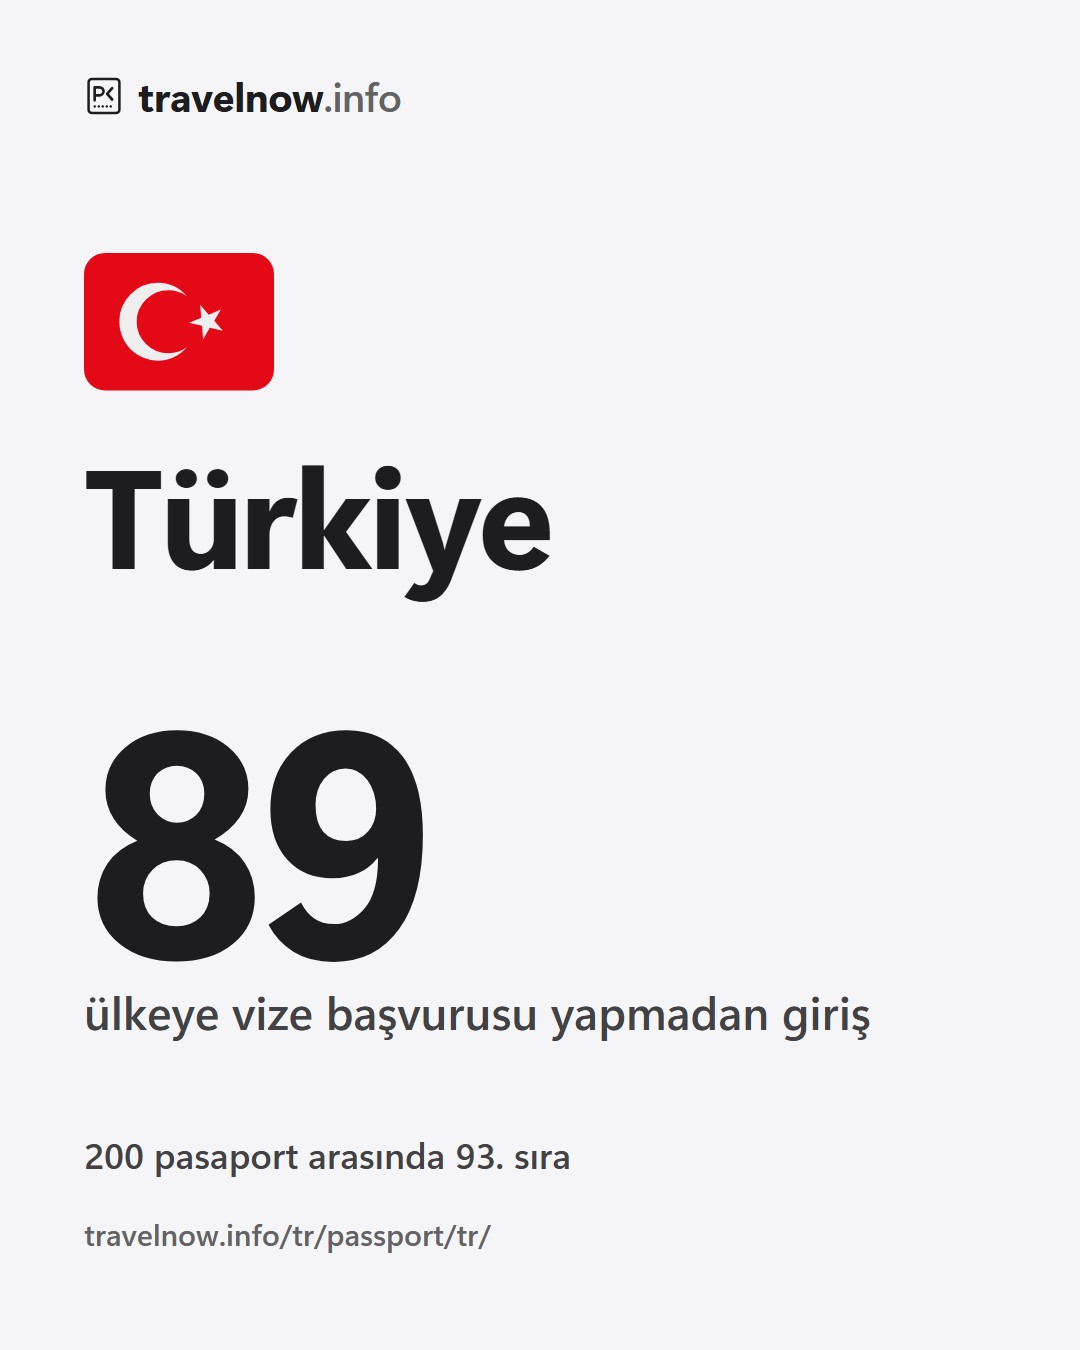 travelnow.info
Türkiye
89
ülkeye vize başvurusu yapmadan giriş
200 pasaport arasında 93. sıra
travelnow.info/tr/passport/tr/